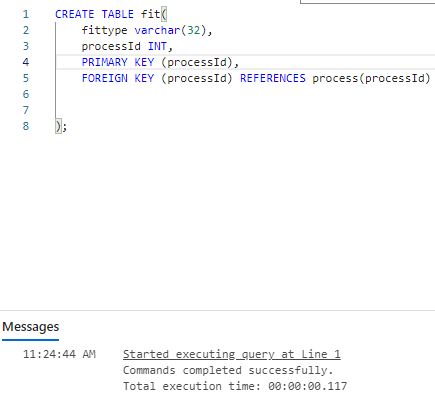 1 CREATE TABLE fit(
2 fittype varchar(32),
3 processId INT,
4 PRIMARY KEY (processId),
5 FOREIGN KEY (processId) REFERENCES process(processId)
6
7
8 );
Messages
11:24:44 AM Started executing query at Line 1
Commands completed successfully.
Total execution time: 00:00:00.117